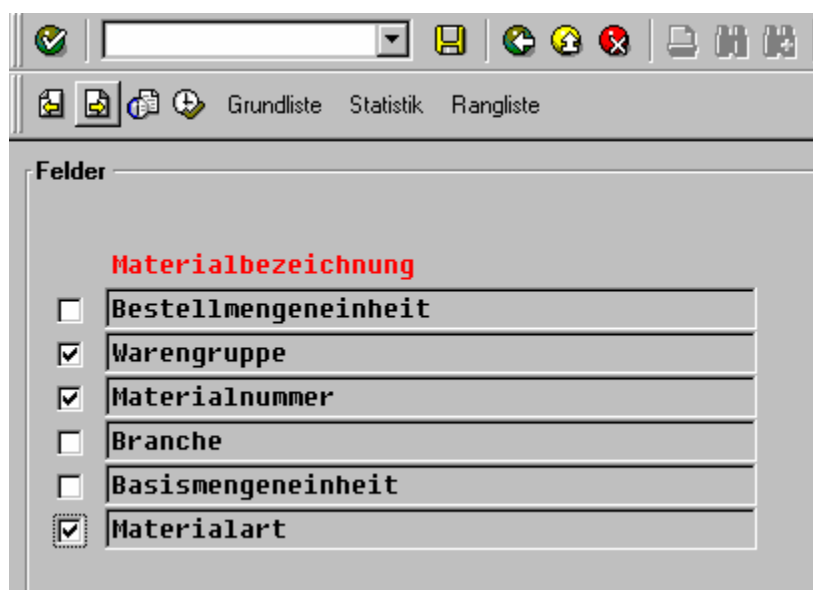 Grundliste Statistik Rangliste
Felder
Materialbezeichnung
Bestellmengeneinheit
Warengruppe
Materialnummer
Branche
Basismengeneinheit
Materialart